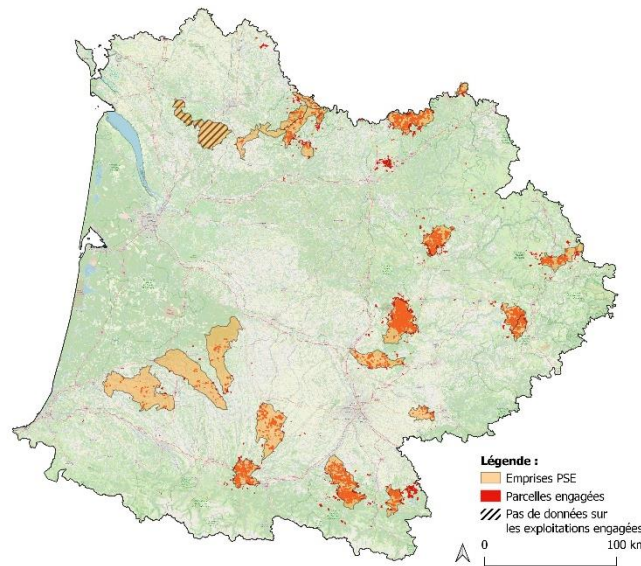 Légende :
Emprises PSE
Parcelles engagées
Pas de données sur
les exploitations engagées
0 100 km